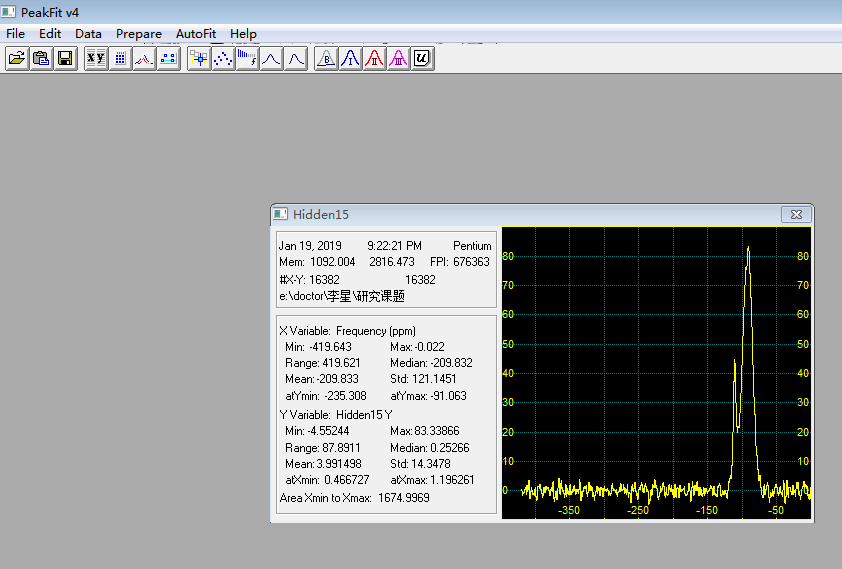 PeakFit v4
File Edit Data Prepare AutoFit Help
xy f B I II III u
Hidden15
Jan 19, 2019 9:22:21 PM Pentium
Mem: 1092.004 2816.473 FPI: 676363
#X-Y: 16382 16382
e:\doctor\李星\研究课题
X Variable: Frequency (ppm)
Min: -419.643 Max: -0.022
Range: 419.621 Median: -209.832
Mean: -209.833 Std: 121.1451
atYmin: -235.308 atYmax: -91.063
Y Variable: Hidden15 Y
Min: -4.55244 Max: 83.33866
Range: 87.8911 Median: 0.25266
Mean: 3.991498 Std: 14.3478
atXmin: 0.466727 atXmax: 1.196261
Area Xmin to Xmax: 1674.9969
80 80
70 70
60 60
50 50
40 40
30 30
20 20
10 10
0 0
-350 -250 -150 -50